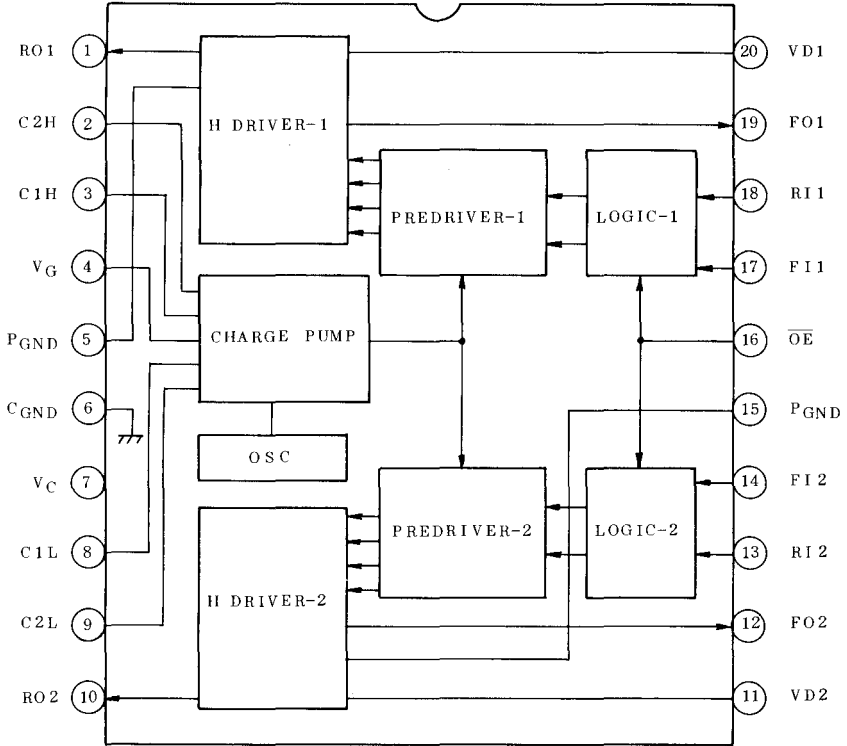 RO1 1
C2H 2
C1H 3
VG 4
PGND 5
CGND 6
VC 7
C1L 8
C2L 9
RO2 10
H DRIVER-1
PREDRIVER-1
LOGIC-1
CHARGE PUMP
OSC
PREDRIVER-2
LOGIC-2
H DRIVER-2
20 VD1
19 FO1
18 RI1
17 FI1
16 O̅E̅
15 PGND
14 FI2
13 RI2
12 FO2
11 VD2